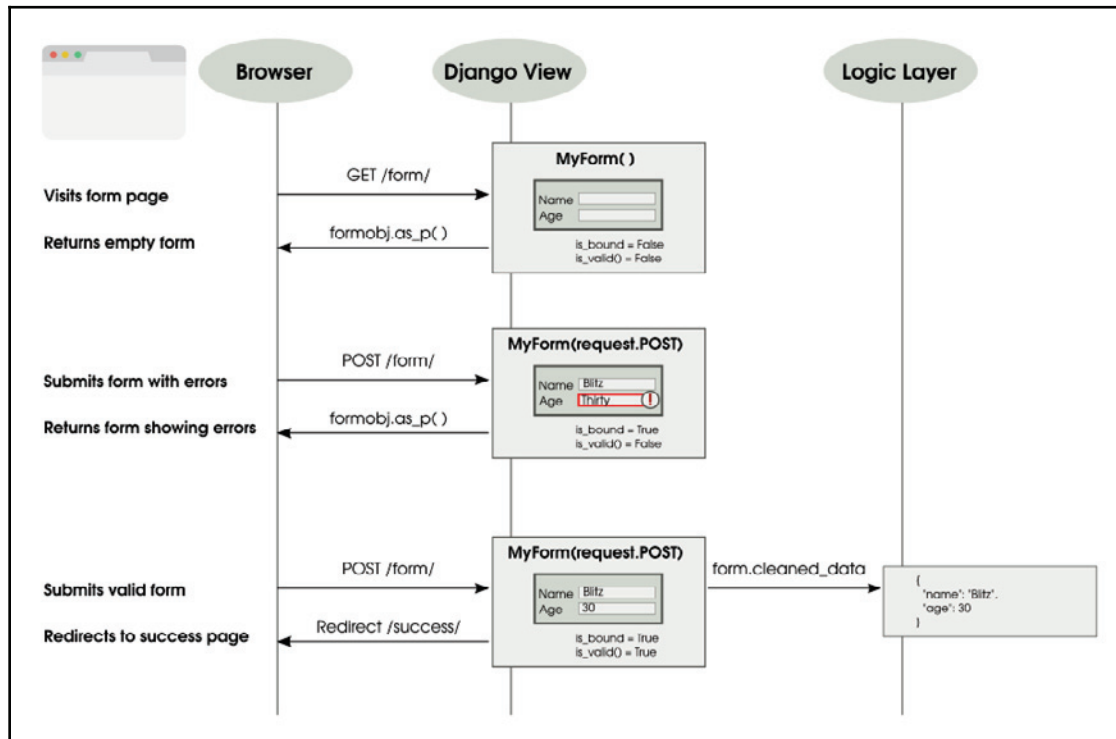 Browser
Django View
Logic Layer
MyForm( )
GET /form/
Visits form page
Name
Age
formobj.as_p( )
Returns empty form
is_bound = False
is_valid() = False
MyForm(request.POST)
POST /form/
Submits form with errors
Name Blitz
Age Thirty !
formobj.as_p( )
Returns form showing errors
is_bound = True
is_valid() = False
MyForm(request.POST)
POST /form/
form.cleaned_data
Submits valid form
Name Blitz
Age 30
Redirect /success/
Redirects to success page
is_bound = True
is_valid() = True
{
"name": "Blitz".
"age": 30
}